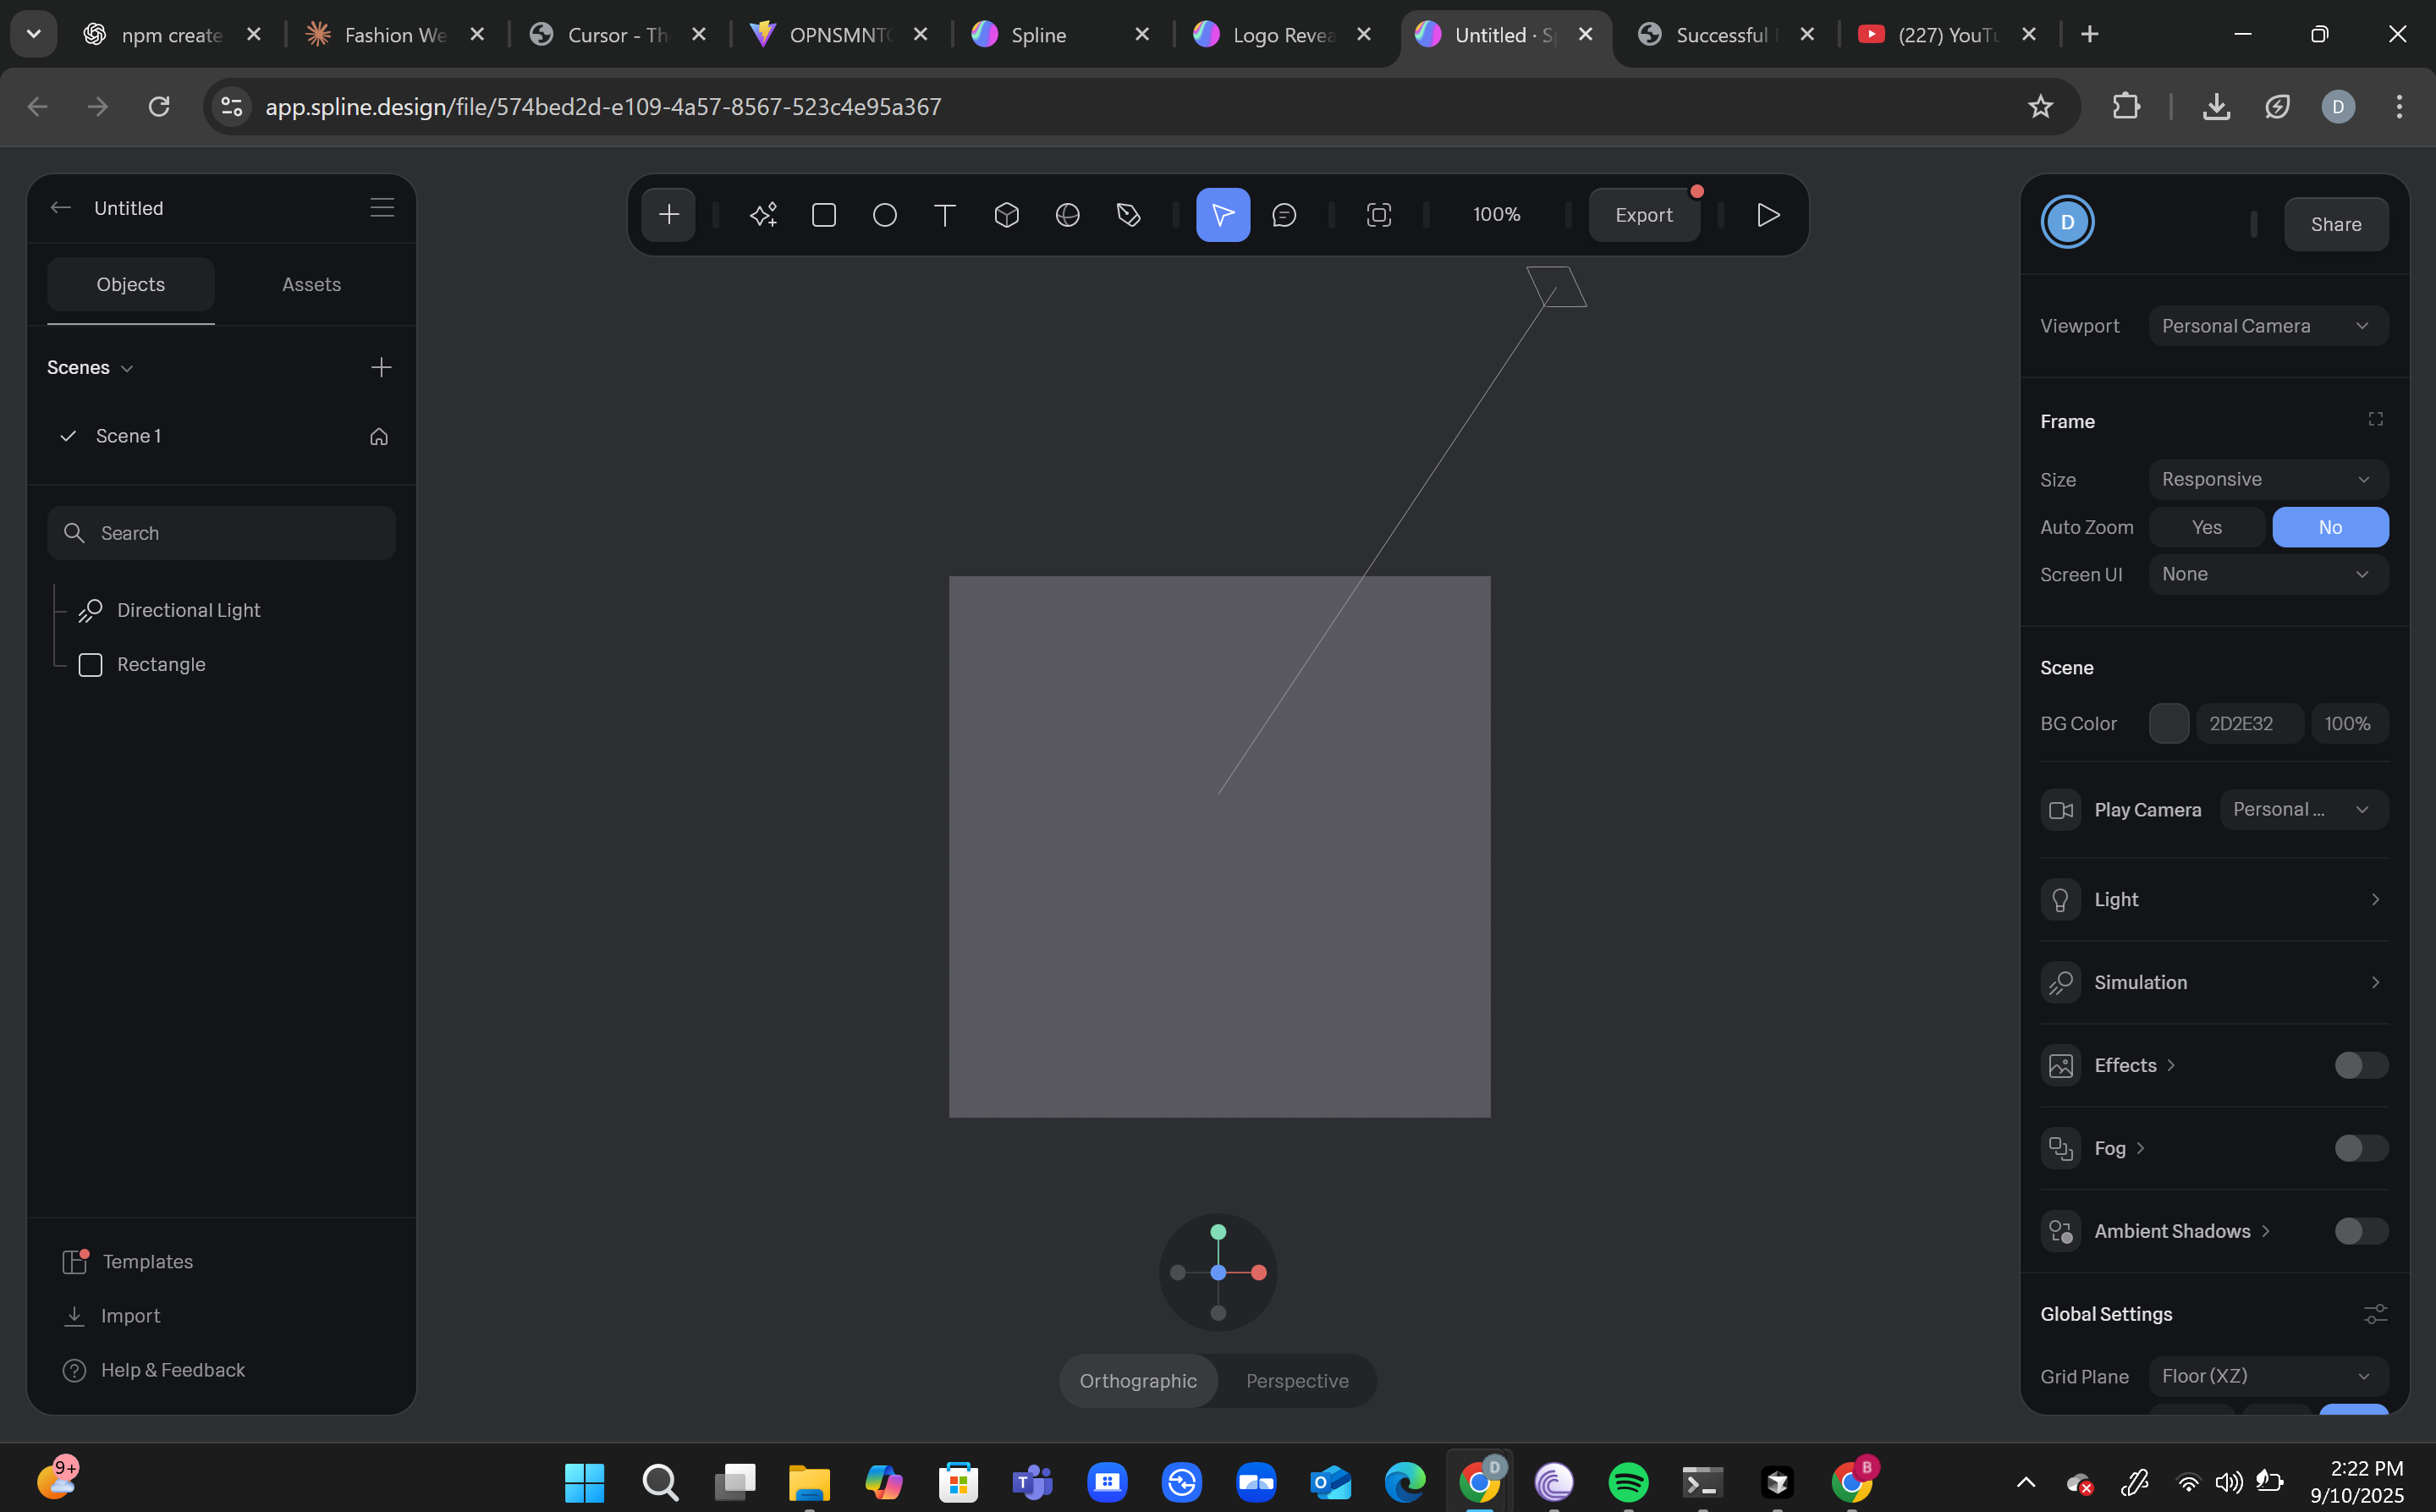 npm create
Fashion We
Cursor - Th
OPNSMNT
Spline
Logo Revea
Untitled · S
Successful
(227) YouTu
app.spline.design/file/574bed2d-e109-4a57-8567-523c4e95a367
D
Untitled
Objects
Assets
Scenes
Scene 1
Search
Directional Light
Rectangle
Templates
Import
Help & Feedback
T
100%
Export
Orthographic
Perspective
D
Share
Viewport
Personal Camera
Frame
Size
Responsive
Auto Zoom
Yes
No
Screen UI
None
Scene
BG Color
2D2E32
100%
Play Camera
Personal ...
Light
Simulation
Effects
Fog
Ambient Shadows
Global Settings
Grid Plane
Floor (XZ)
9+
D
B
2:22 PM
9/10/2025